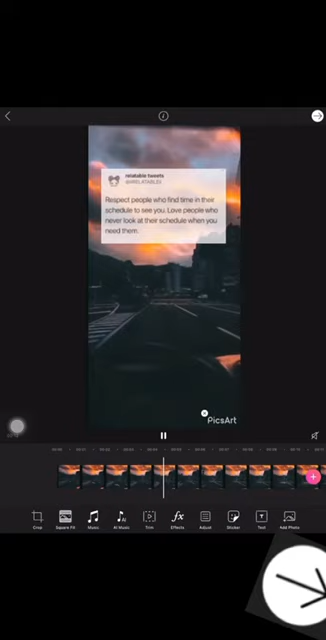 relatable tweets
Respect people who find time in their
schedule to see you. Love people who
never look at their schedule when you
need them.
PicsArt
Crop
Square Fit
Music
AI Music
Trim
Effects
Adjust
Sticker
Text
Add Photo